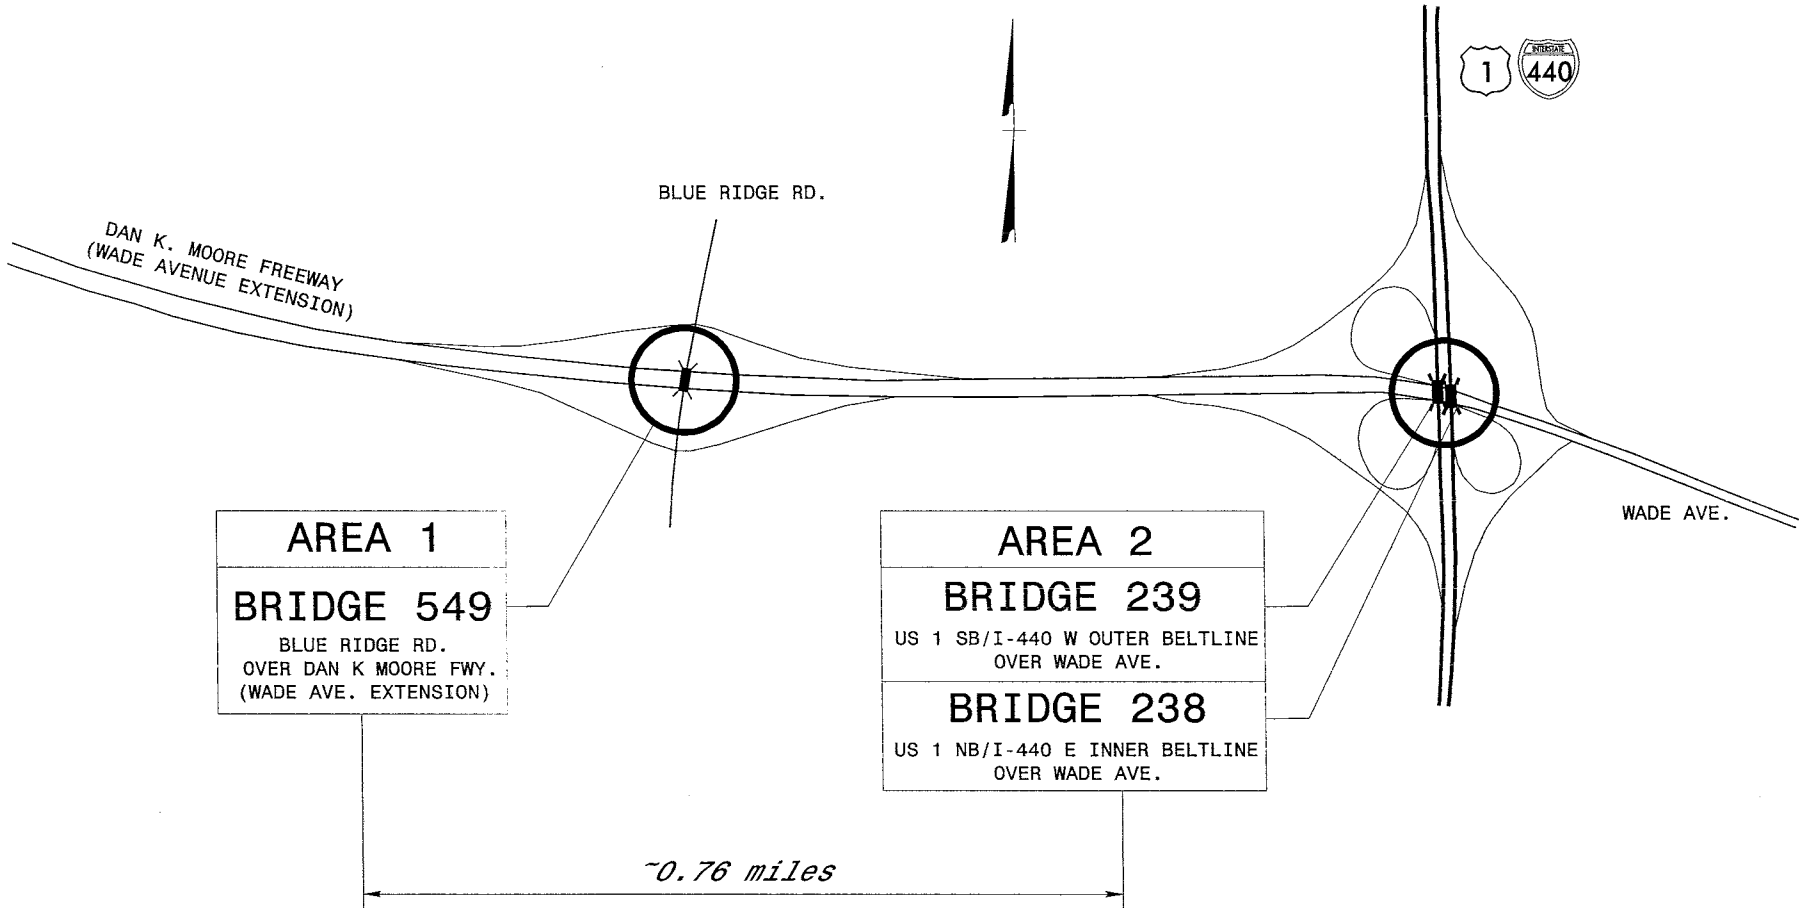 1
INTERSTATE
440
BLUE RIDGE RD.
DAN K. MOORE FREEWAY
(WADE AVENUE EXTENSION)
WADE AVE.
AREA 1
BRIDGE 549
BLUE RIDGE RD.
OVER DAN K MOORE FWY.
(WADE AVE. EXTENSION)
AREA 2
BRIDGE 239
US 1 SB/I-440 W OUTER BELTLINE
OVER WADE AVE.
BRIDGE 238
US 1 NB/I-440 E INNER BELTLINE
OVER WADE AVE.
~0.76 miles